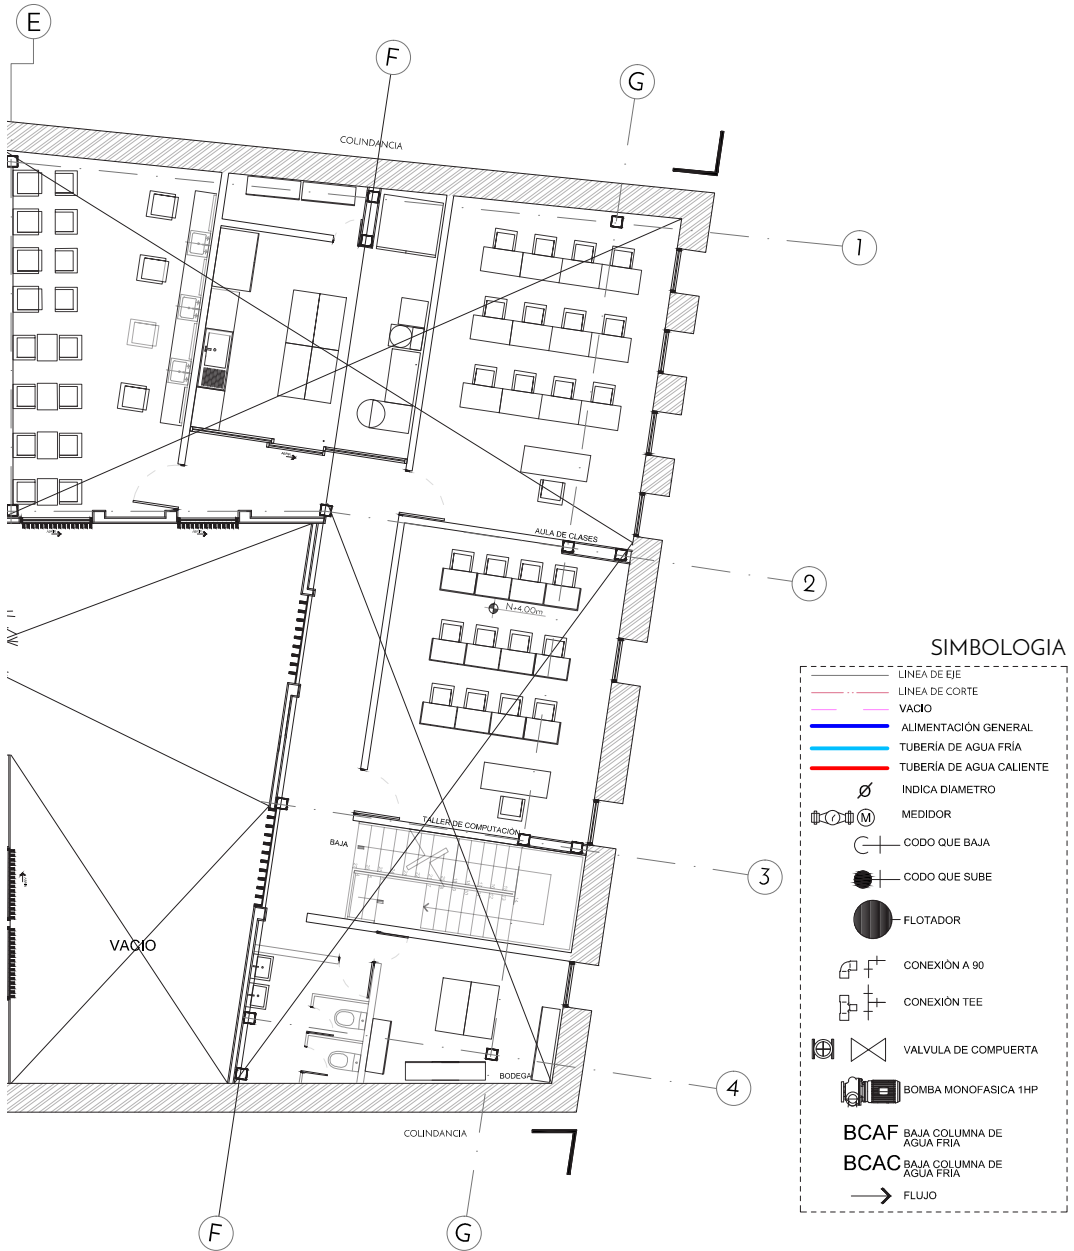 E
F
G
COLINDANCIA
1
AULA DE CLASES
2
N+4.00m
SIMBOLOGIA
LINEA DE EJE
LINEA DE CORTE
VACIO
ALIMENTACIÓN GENERAL
TUBERÍA DE AGUA FRÍA
TUBERÍA DE AGUA CALIENTE
INDICA DIAMETRO
M
MEDIDOR
CODO QUE BAJA
CODO QUE SUBE
FLOTADOR
CONEXIÓN A 90
CONEXIÓN TEE
VALVULA DE COMPUERTA
BOMBA MONOFASICA 1HP
BCAF BAJA COLUMNA DE
AGUA FRIA
BCAC BAJA COLUMNA DE
AGUA FRIA
FLUJO
TALLER DE COMPUTACIÓN
BAJA
3
VACIO
BODEGA
4
COLINDANCIA
F
G